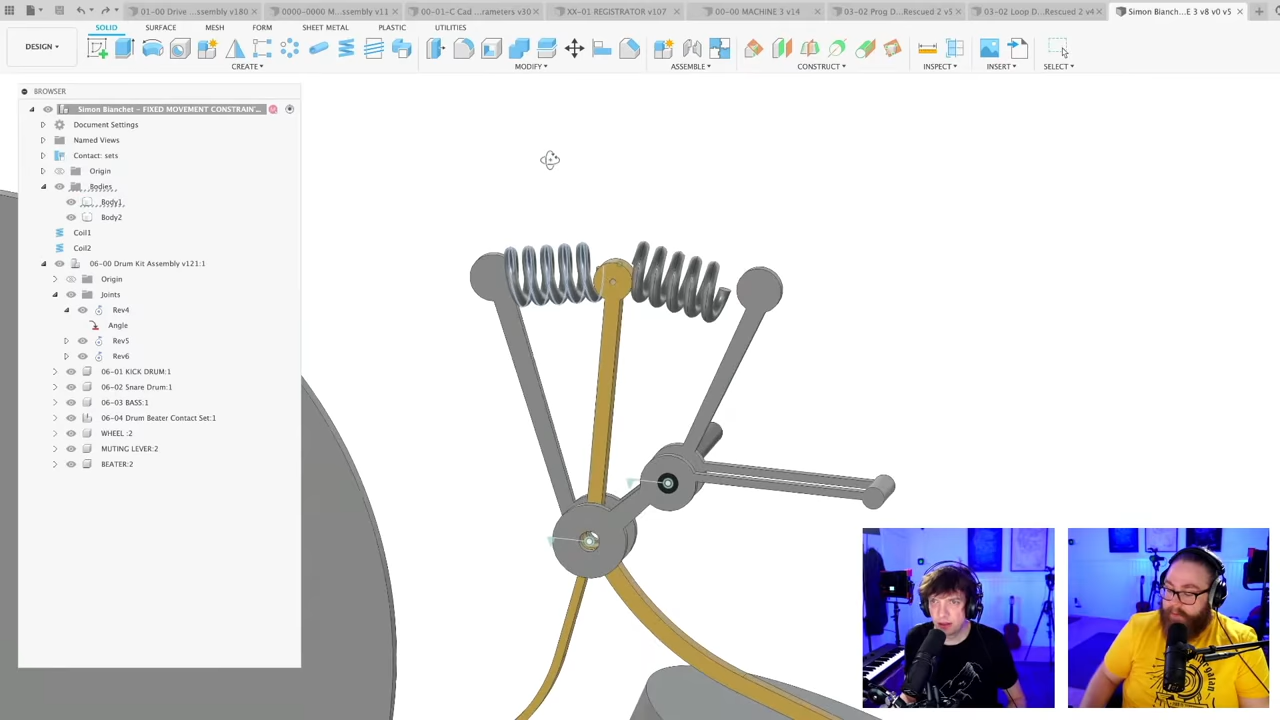 01-00 Drive ...ssembly v180
0000-0000 M...ssembly v11
00-01-C Cad ...rameters v30
XX-01 REGISTRATOR v107
00-00 MACHINE 3 v14
03-02 Prog D...Rescued 2 v5
03-02 Loop D...Rescued 2 v4
Simon Bianch...E 3 v8 v0 v5
SOLID
SURFACE
MESH
FORM
SHEET METAL
PLASTIC
UTILITIES
DESIGN
CREATE
MODIFY
ASSEMBLE
CONSTRUCT
INSPECT
INSERT
SELECT
BROWSER
Simon Bianchet - FIXED MOVEMENT CONSTRAIN'...
Document Settings
Named Views
Contact: sets
Origin
Bodies
Body1
Body2
Coil1
Coil2
06-00 Drum Kit Assembly v121:1
Origin
Joints
Rev4
Angle
Rev5
Rev6
06-01 KICK DRUM:1
06-02 Snare Drum:1
06-03 BASS:1
06-04 Drum Beater Contact Set:1
WHEEL :2
MUTING LEVER:2
BEATER:2